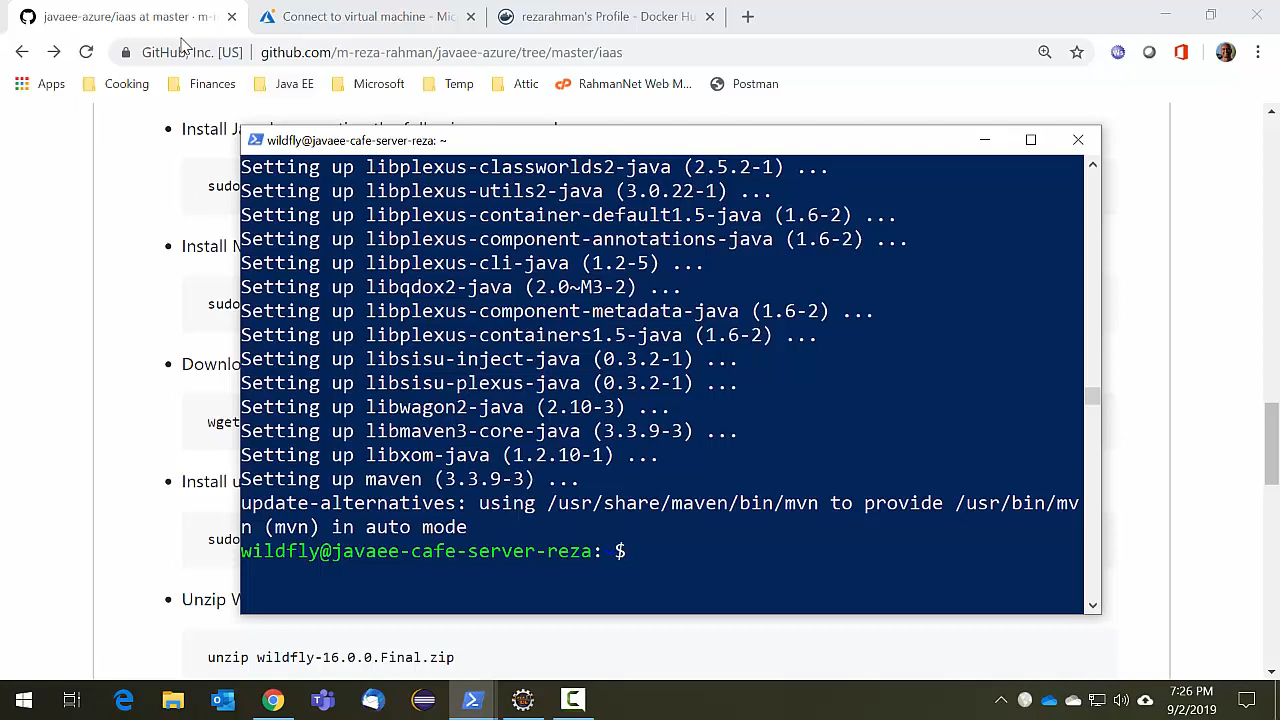 javaee-azure/iaas at master · m-r
Connect to virtual machine - Mic
rezarahman's Profile - Docker Hu
GitHub, Inc. [US]
github.com/m-reza-rahman/javaee-azure/tree/master/iaas
Apps
Cooking
Finances
Java EE
Microsoft
Temp
Attic
RahmanNet Web M...
Postman
Install Ja
wildfly@javaee-cafe-server-reza: ~
sudo
Install M
sudo
Downlo
wget
Install u
sudo
Unzip W
unzip wildfly-16.0.0.Final.zip
Setting up libplexus-classworlds2-java (2.5.2-1) ...
Setting up libplexus-utils2-java (3.0.22-1) ...
Setting up libplexus-container-default1.5-java (1.6-2) ...
Setting up libplexus-component-annotations-java (1.6-2) ...
Setting up libplexus-cli-java (1.2-5) ...
Setting up libqdox2-java (2.0~M3-2) ...
Setting up libplexus-component-metadata-java (1.6-2) ...
Setting up libplexus-containers1.5-java (1.6-2) ...
Setting up libsisu-inject-java (0.3.2-1) ...
Setting up libsisu-plexus-java (0.3.2-1) ...
Setting up libwagon2-java (2.10-3) ...
Setting up libmaven3-core-java (3.3.9-3) ...
Setting up libxom-java (1.2.10-1) ...
Setting up maven (3.3.9-3) ...
update-alternatives: using /usr/share/maven/bin/mvn to provide /usr/bin/mv
n (mvn) in auto mode
wildfly@javaee-cafe-server-reza:~$
7:26 PM
9/2/2019